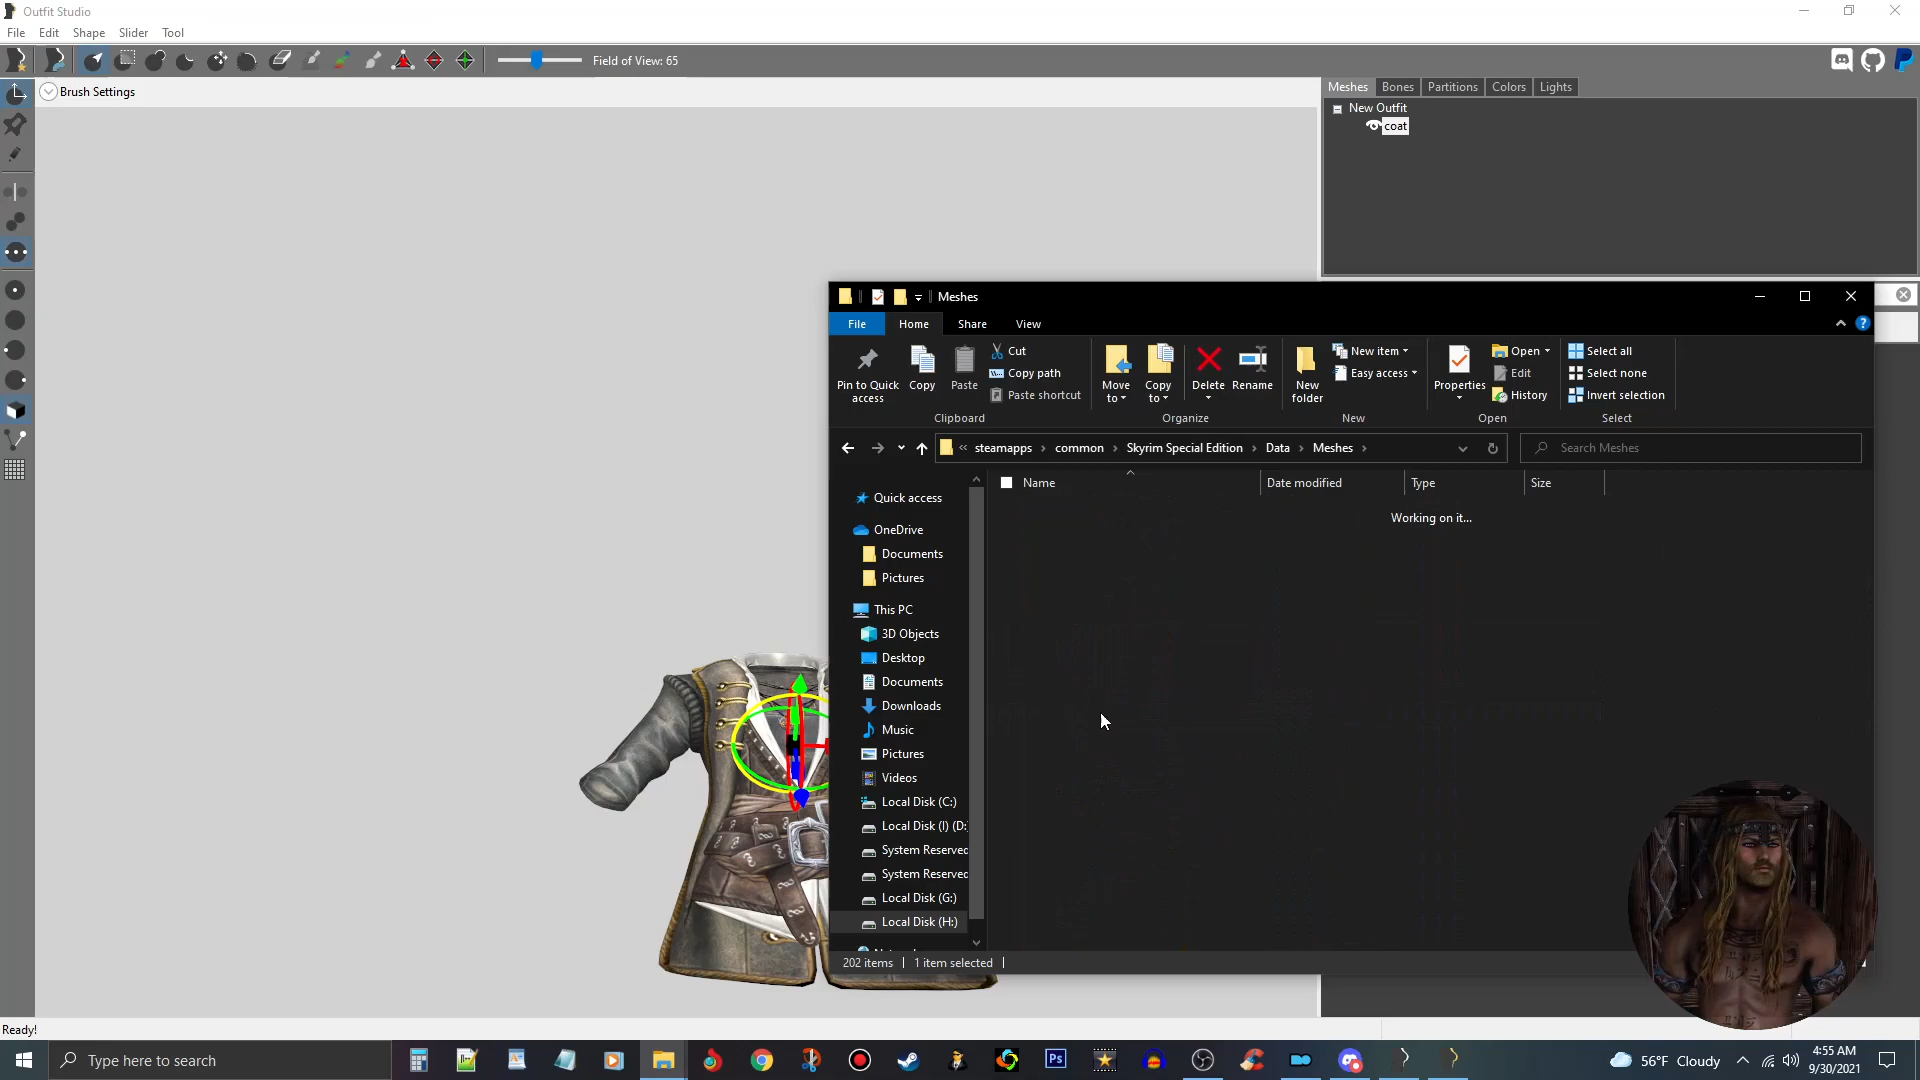 Outfit Studio
File Edit Shape Slider Tool
Field of View: 65
Brush Settings
Meshes Bones Partitions Colors Lights
New Outfit
coat
Meshes
File Home Share View
Pin to Quick access
Copy
Paste
Cut
Copy path
Paste shortcut
Clipboard
Move to
Copy to
Delete
Rename
Organize
New folder
New item
Easy access
New
Properties
Open
Edit
History
Open
Select all
Select none
Invert selection
Select
« steamapps › common › Skyrim Special Edition › Data › Meshes ›
Search Meshes
Name Date modified Type Size
Working on it...
Quick access
OneDrive
Documents
Pictures
This PC
3D Objects
Desktop
Documents
Downloads
Music
Pictures
Videos
Local Disk (C:)
Local Disk (I) (D:
System Reserved
System Reserved
Local Disk (G:)
Local Disk (H:)
202 items 1 item selected
Ready!
Type here to search
Ps
56°F Cloudy
4:55 AM
9/30/2021